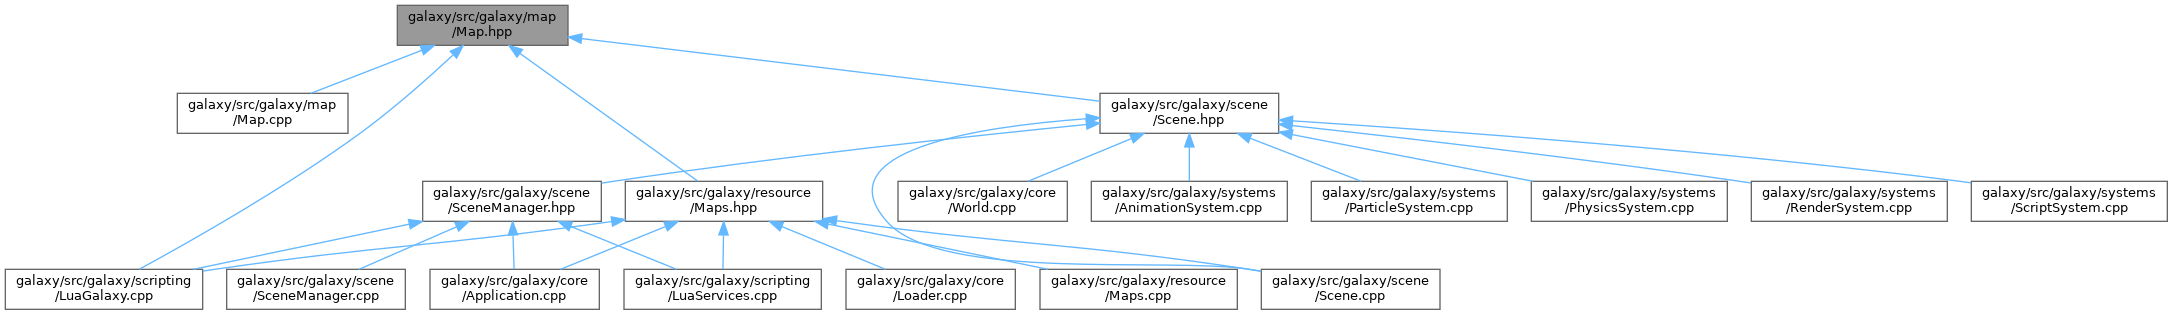 galaxy/src/galaxy/map
/Map.hpp
galaxy/src/galaxy/map
/Map.cpp
galaxy/src/galaxy/scene
/Scene.hpp
galaxy/src/galaxy/scene
/SceneManager.hpp
galaxy/src/galaxy/resource
/Maps.hpp
galaxy/src/galaxy/core
/World.cpp
galaxy/src/galaxy/systems
/AnimationSystem.cpp
galaxy/src/galaxy/systems
/ParticleSystem.cpp
galaxy/src/galaxy/systems
/PhysicsSystem.cpp
galaxy/src/galaxy/systems
/RenderSystem.cpp
galaxy/src/galaxy/systems
/ScriptSystem.cpp
galaxy/src/galaxy/scripting
/LuaGalaxy.cpp
galaxy/src/galaxy/scene
/SceneManager.cpp
galaxy/src/galaxy/core
/Application.cpp
galaxy/src/galaxy/scripting
/LuaServices.cpp
galaxy/src/galaxy/core
/Loader.cpp
galaxy/src/galaxy/resource
/Maps.cpp
galaxy/src/galaxy/scene
/Scene.cpp